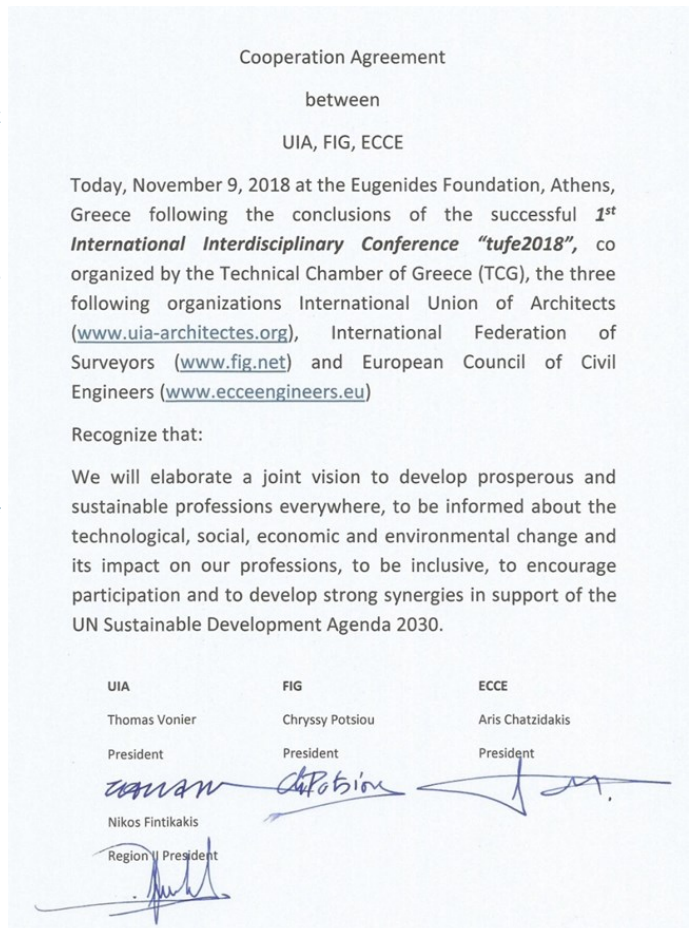 Cooperation Agreement
between
UIA, FIG, ECCE
Today, November 9, 2018 at the Eugenides Foundation, Athens,
Greece following the conclusions of the successful 1st
International Interdisciplinary Conference “tufe2018”, co
organized by the Technical Chamber of Greece (TCG), the three
following organizations International Union of Architects
(www.uia-architectes.org), International Federation of
Surveyors (www.fig.net) and European Council of Civil
Engineers (www.ecceengineers.eu)
Recognize that:
We will elaborate a joint vision to develop prosperous and
sustainable professions everywhere, to be informed about the
technological, social, economic and environmental change and
its impact on our professions, to be inclusive, to encourage
participation and to develop strong synergies in support of the
UN Sustainable Development Agenda 2030.
UIA FIG ECCE
Thomas Vonier Chryssy Potsiou Aris Chatzidakis
President President President
ChPotsiou
Nikos Fintikakis
Region II President